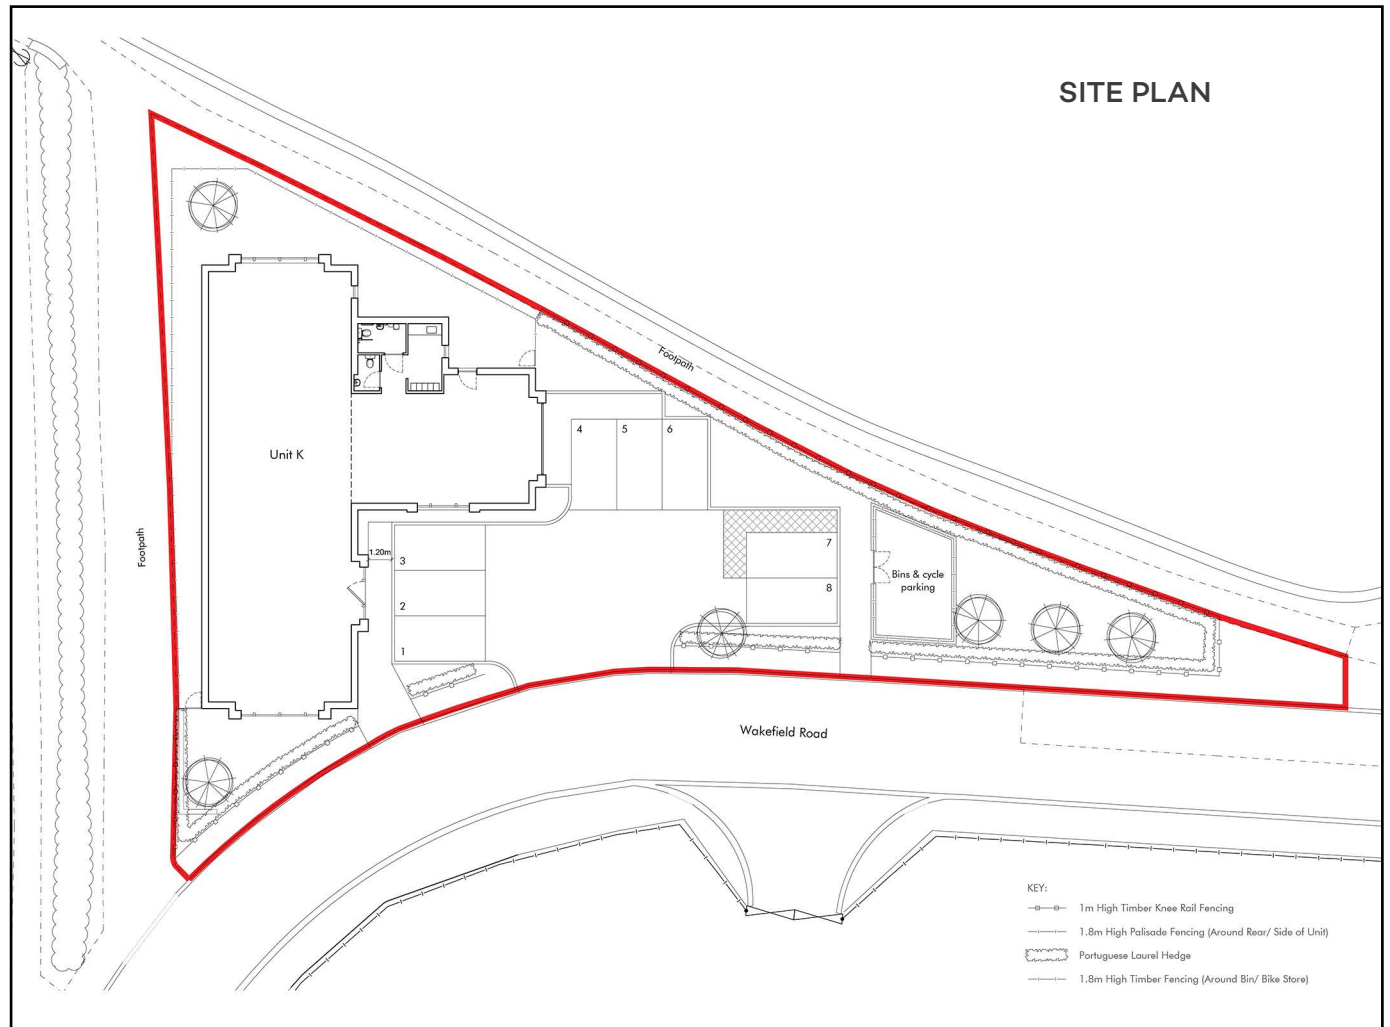 SITE PLAN
Footpath
4
5
6
Unit K
Footpath
1.20m
3
2
1
7
8
Bins & cycle
parking
Wakefield Road
KEY:
1m High Timber Knee Rail Fencing
1.8m High Palisade Fencing (Around Rear/ Side of Unit)
Portuguese Laurel Hedge
1.8m High Timber Fencing (Around Bin/ Bike Store)